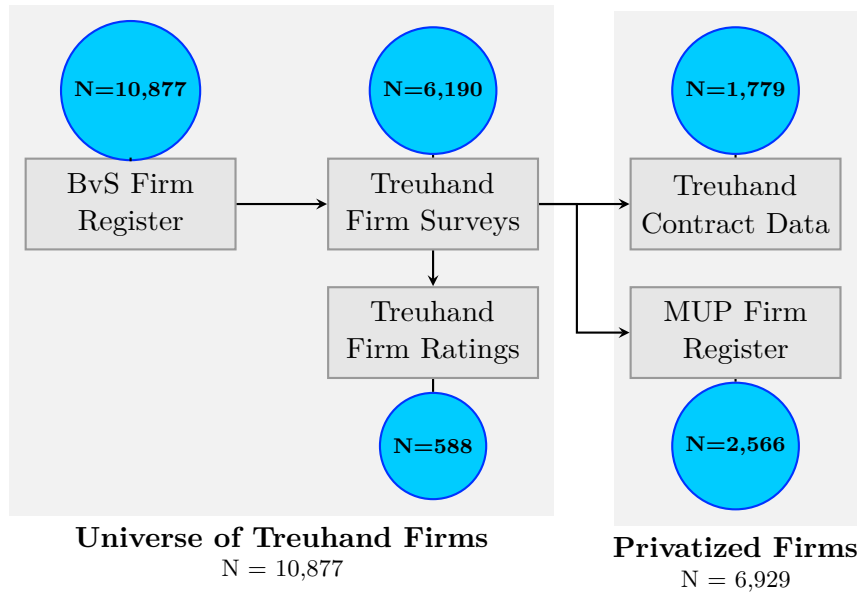 N=10,877
N=6,190
N=1,779
BvS Firm
Register
Treuhand
Firm Surveys
Treuhand
Contract Data
Treuhand
Firm Ratings
MUP Firm
Register
N=588
N=2,566
Universe of Treuhand Firms
N = 10,877
Privatized Firms
N = 6,929